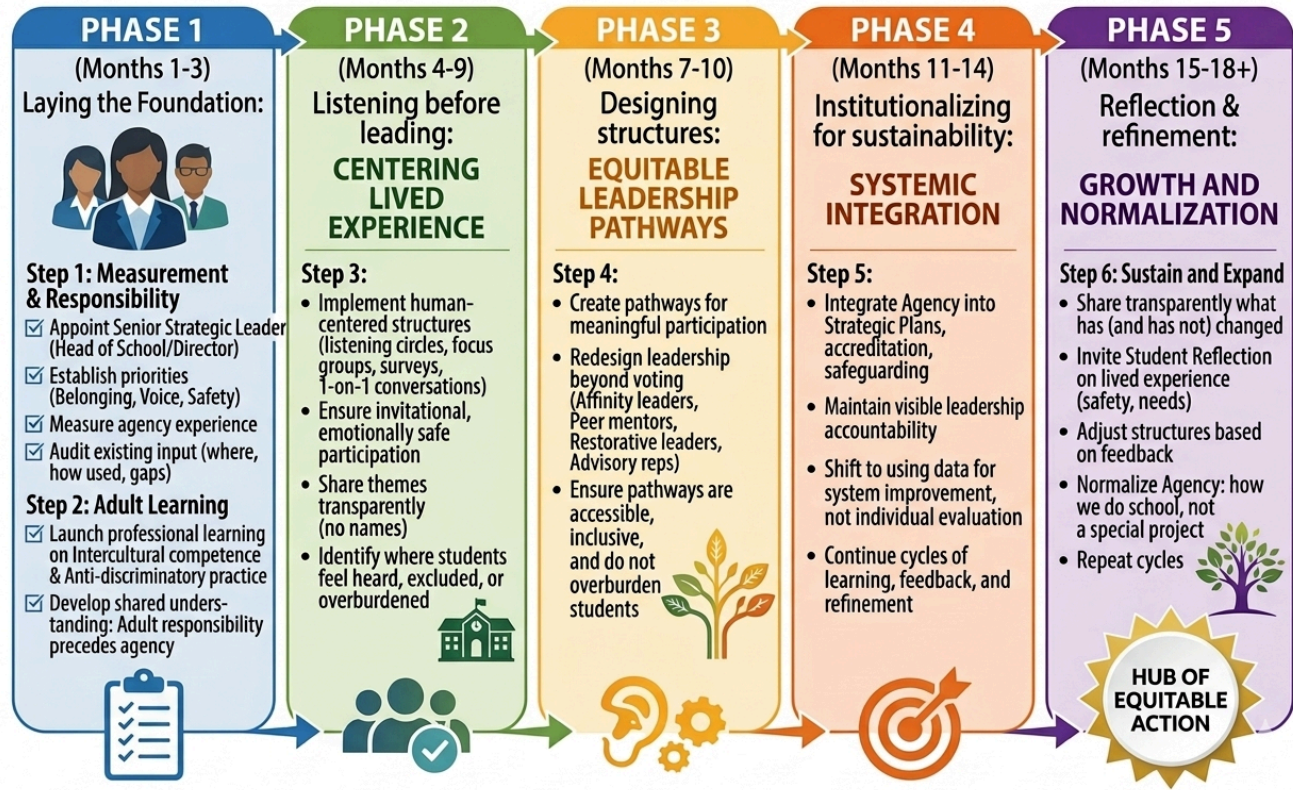 PHASE 1
(Months 1-3)
Laying the Foundation:
Step 1: Measurement
& Responsibility
Appoint Senior Strategic Leader
(Head of School/Director)
Establish priorities
(Belonging, Voice, Safety)
Measure agency experience
Audit existing input (where,
how used, gaps)
Step 2: Adult Learning
Launch professional learning
on Intercultural competence
& Anti-discriminatory practice
Develop shared unders-
tanding: Adult responsibility
precedes agency
PHASE 2
(Months 4-9)
Listening before
leading:
CENTERING
LIVED
EXPERIENCE
Step 3:
• Implement human-
centered structures
(listening circles, focus
groups, surveys,
1-on-1 conversations)
• Ensure invitational,
emotionally safe
participation
• Share themes
transparently
(no names)
• Identify where students
feel heard, excluded, or
overburdened
PHASE 3
(Months 7-10)
Designing
structures:
EQUITABLE
LEADERSHIP
PATHWAYS
Step 4:
• Create pathways for
meaningful participation
• Redesign leadership
beyond voting
(Affinity leaders,
Peer mentors,
Restorative leaders,
Advisory reps)
• Ensure pathways are
accessible,
inclusive,
and do not
overburden
students
PHASE 4
(Months 11-14)
Institutionalizing
for sustainability:
SYSTEMIC
INTEGRATION
Step 5:
• Integrate Agency into
Strategic Plans,
accreditation,
safeguarding
• Maintain visible leadership
accountability
• Shift to using data for
system improvement,
not individual evaluation
• Continue cycles of
learning, feedback, and
refinement
PHASE 5
(Months 15-18+)
Reflection &
refinement:
GROWTH AND
NORMALIZATION
Step 6: Sustain and Expand
• Share transparently what
has (and has not) changed
• Invite Student Reflection
on lived experience
(safety, needs)
• Adjust structures based
on feedback
• Normalize Agency: how
we do school, not
a special project
• Repeat cycles
HUB OF
EQUITABLE
ACTION